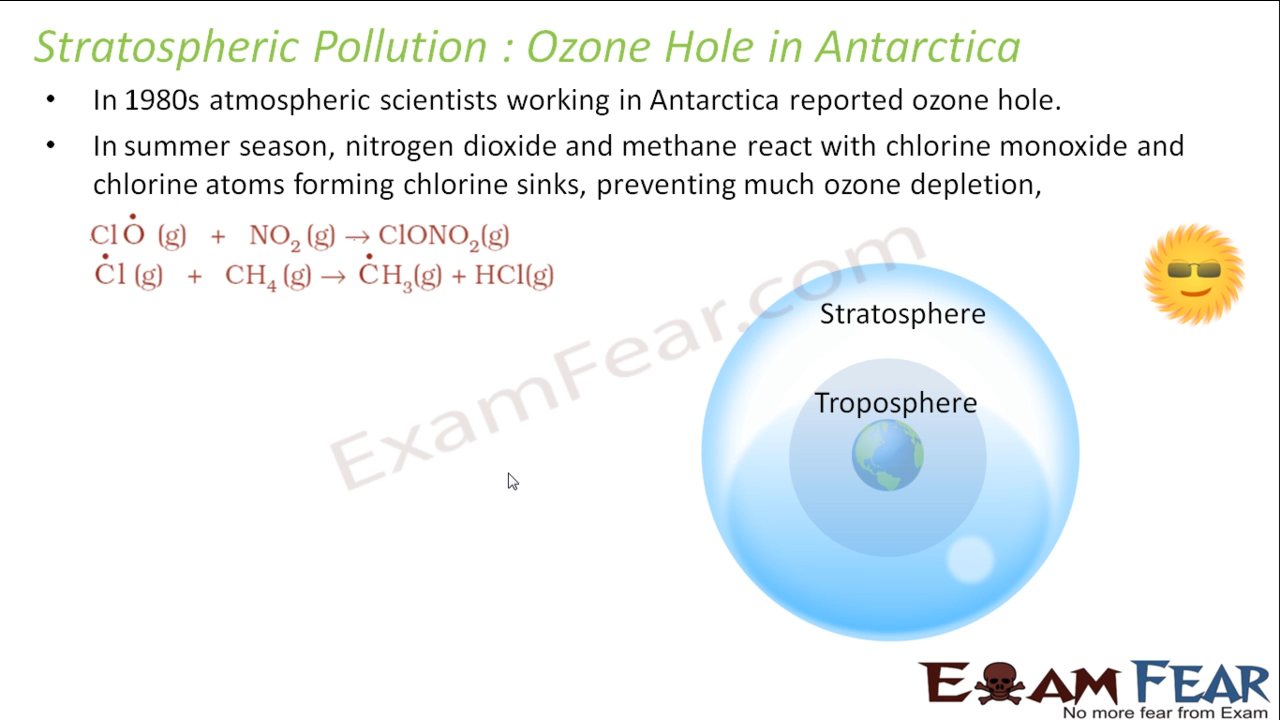 Stratospheric Pollution : Ozone Hole in Antarctica
• In 1980s atmospheric scientists working in Antarctica reported ozone hole.
• In summer season, nitrogen dioxide and methane react with chlorine monoxide and
chlorine atoms forming chlorine sinks, preventing much ozone depletion,
ClȮ (g) + NO₂ (g) → ClONO₂(g)
Ċl (g) + CH₄ (g) → ĊH₃(g) + HCl(g)
Stratosphere
Troposphere
ExamFear.com
EXAM FEAR
No more fear from Exam